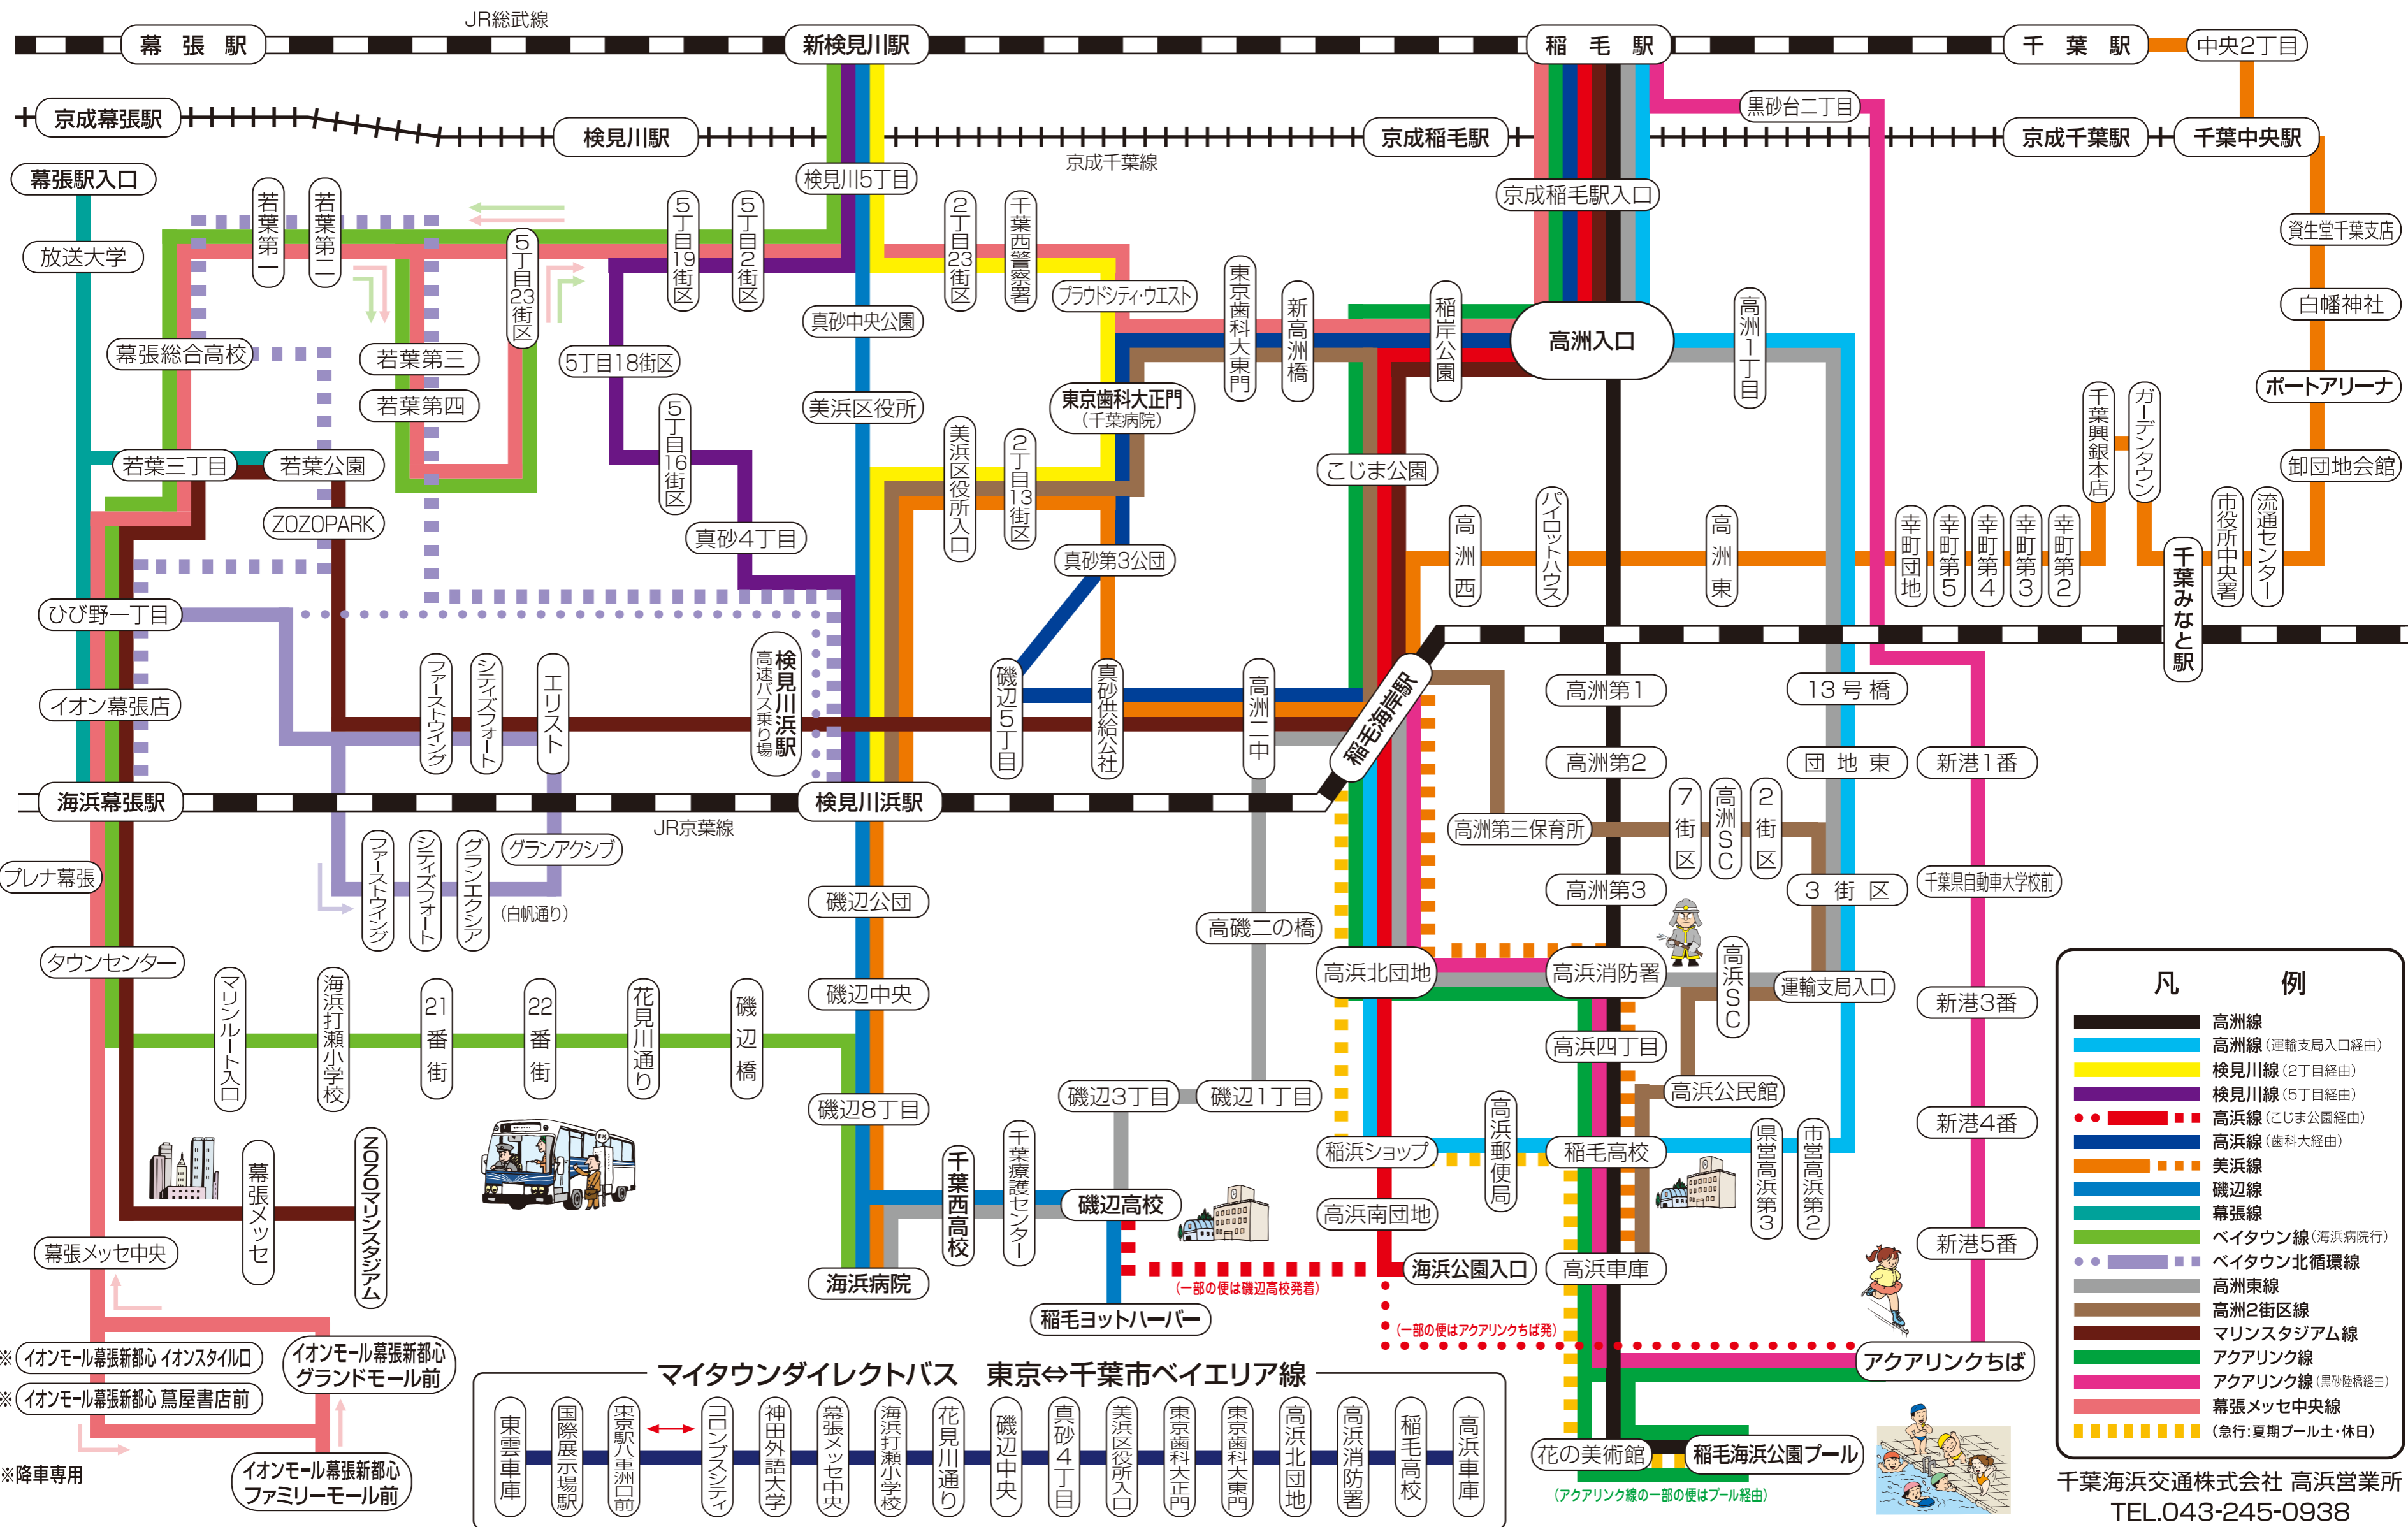 JR総武線
幕張駅
新検見川駅
稲毛駅
千葉駅
中央2丁目
京成幕張駅
検見川駅
京成千葉線
京成稲毛駅
黒砂台二丁目
京成千葉駅
千葉中央駅
幕張駅入口
放送大学
若葉第一
若葉第二
5丁目23街区
5丁目19街区
5丁目2街区
検見川5丁目
2丁目23街区
千葉西警察署
京成稲毛駅入口
資生堂千葉支店
白幡神社
ポートアリーナ
卸団地会館
幕張総合高校
若葉第三
若葉第四
5丁目18街区
5丁目16街区
真砂4丁目
真砂中央公園
美浜区役所
プラウドシティ・ウエスト
東京歯科大東門
新高洲橋
稲岸公園
高洲入口
高洲1丁目
東京歯科大正門
(千葉病院)
美浜区役所入口
2丁目13街区
真砂第3公団
こじま公園
高洲西
パイロットハウス
高洲東
幸町団地
幸町第5
幸町第4
幸町第3
幸町第2
千葉興銀本店
ガーデンタウン
千葉みなと駅
市役所中央署
流通センター
若葉三丁目
若葉公園
ZOZOPARK
ひび野一丁目
イオン幕張店
ファーストウイング
シティズフォート
エリスト
検見川浜駅
高速バス乗り場
磯辺5丁目
真砂供給公社
高洲二中
稲毛海岸駅
高洲第1
高洲第2
高洲第3
13号橋
団地東
3街区
新港1番
千葉県自動車大学校前
新港3番
新港4番
新港5番
海浜幕張駅
検見川浜駅
JR京葉線
プレナ幕張
タウンセンター
ファーストウイング
シティズフォート
グランエクシア
グランアクシブ
(白帆通り)
高洲第三保育所
7街区
高洲SC
2街区
磯辺公団
磯辺中央
磯辺8丁目
高磯二の橋
高浜北団地
高浜消防署
高浜SC
運輸支局入口
マリンルート入口
海浜打瀬小学校
21番街
22番街
花見川通り
磯辺橋
磯辺3丁目
磯辺1丁目
高浜四丁目
高浜公民館
稲浜ショップ
高浜郵便局
稲毛高校
県営高浜第3
市営高浜第2
千葉西高校
千葉療護センター
磯辺高校
高浜南団地
海浜病院
稲毛ヨットハーバー
(一部の便は磯辺高校発着)
海浜公園入口
高浜車庫
(一部の便はアクアリンクちば発)
アクアリンクちば
花の美術館
稲毛海浜公園プール
(アクアリンク線の一部の便はプール経由)
幕張メッセ
ZOZOマリンスタジアム
幕張メッセ中央
※イオンモール幕張新都心 イオンスタイル口
※イオンモール幕張新都心 蔦屋書店前
イオンモール幕張新都心
グランドモール前
イオンモール幕張新都心
ファミリーモール前
※降車専用
マイタウンダイレクトバス 東京⇔千葉市ベイエリア線
東雲車庫
国際展示場駅
東京駅八重洲口前
コロンブスシティ
神田外語大学
幕張メッセ中央
海浜打瀬小学校
花見川通り
磯辺中央
真砂4丁目
美浜区役所入口
東京歯科大正門
東京歯科大東門
高浜北団地
高浜消防署
稲毛高校
高浜車庫
凡例
高洲線
高洲線(運輸支局入口経由)
検見川線(2丁目経由)
検見川線(5丁目経由)
高浜線(こじま公園経由)
高浜線(歯科大経由)
美浜線
磯辺線
幕張線
ベイタウン線(海浜病院行)
ベイタウン北循環線
高洲東線
高洲2街区線
マリンスタジアム線
アクアリンク線
アクアリンク線(黒砂陸橋経由)
幕張メッセ中央線
(急行:夏期プール土・休日)
千葉海浜交通株式会社 高浜営業所
TEL.043-245-0938